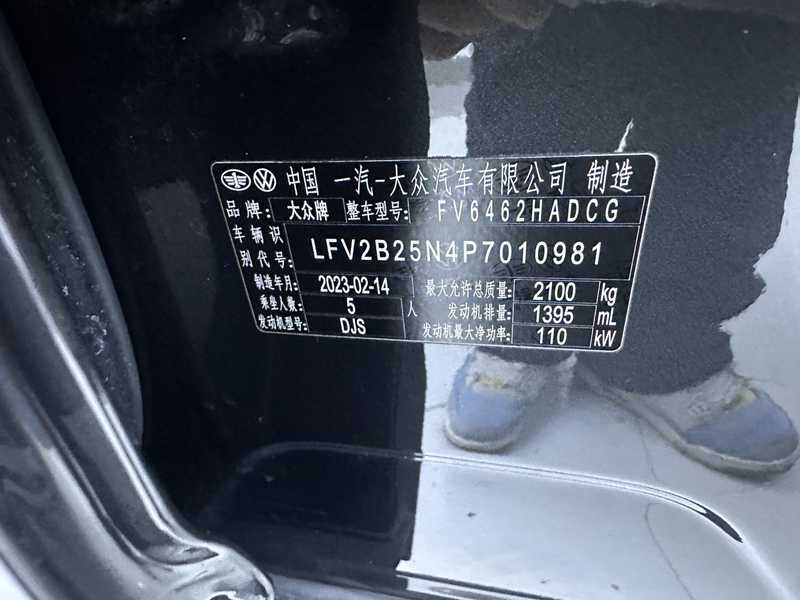 中国 一汽-大众汽车有限公司 制造
品牌: 大众牌 整车型号: FV6462HADCG
车辆识别代号: LFV2B25N4P7010981
制造年月: 2023-02-14 最大允许总质量: 2100 kg
乘坐人数: 5 人 发动机排量: 1395 mL
发动机型号: DJS 发动机最大净功率: 110 kW